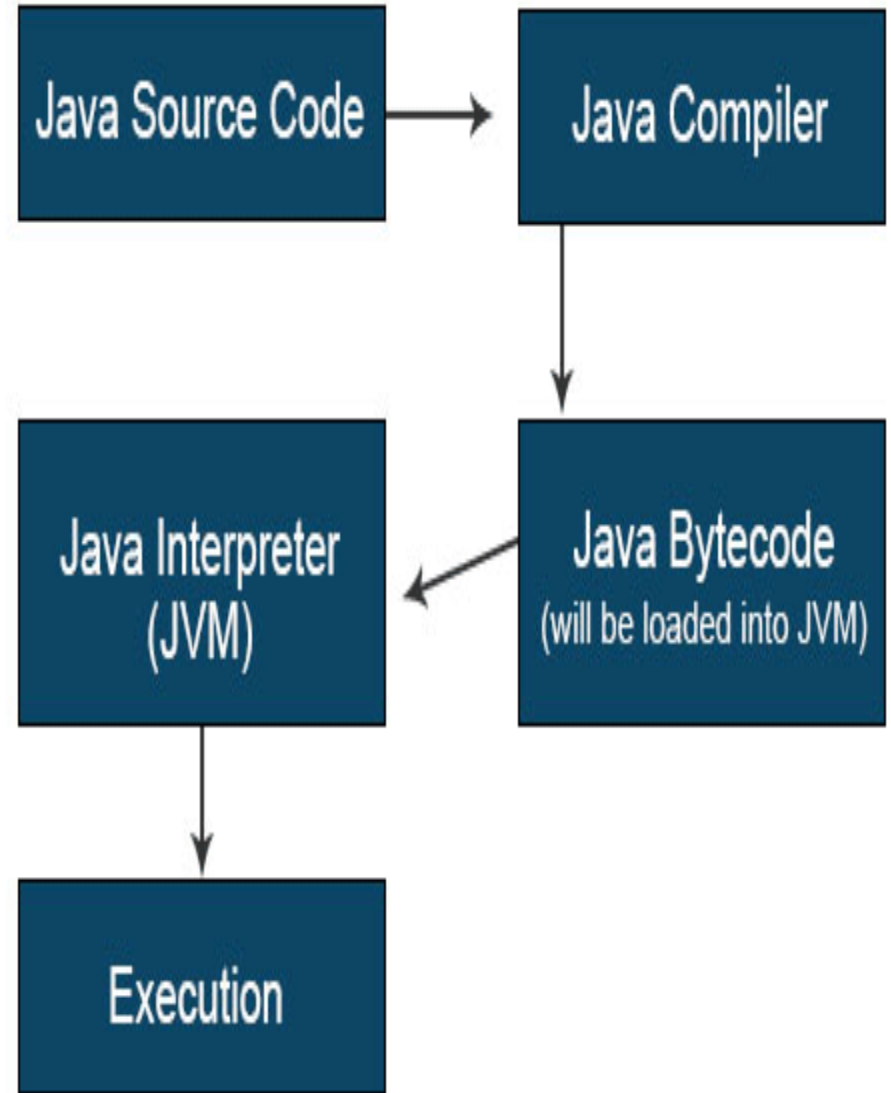 Java Source Code
Java Compiler
Java Bytecode
(will be loaded into JVM)
Java Interpreter
(JVM)
Execution